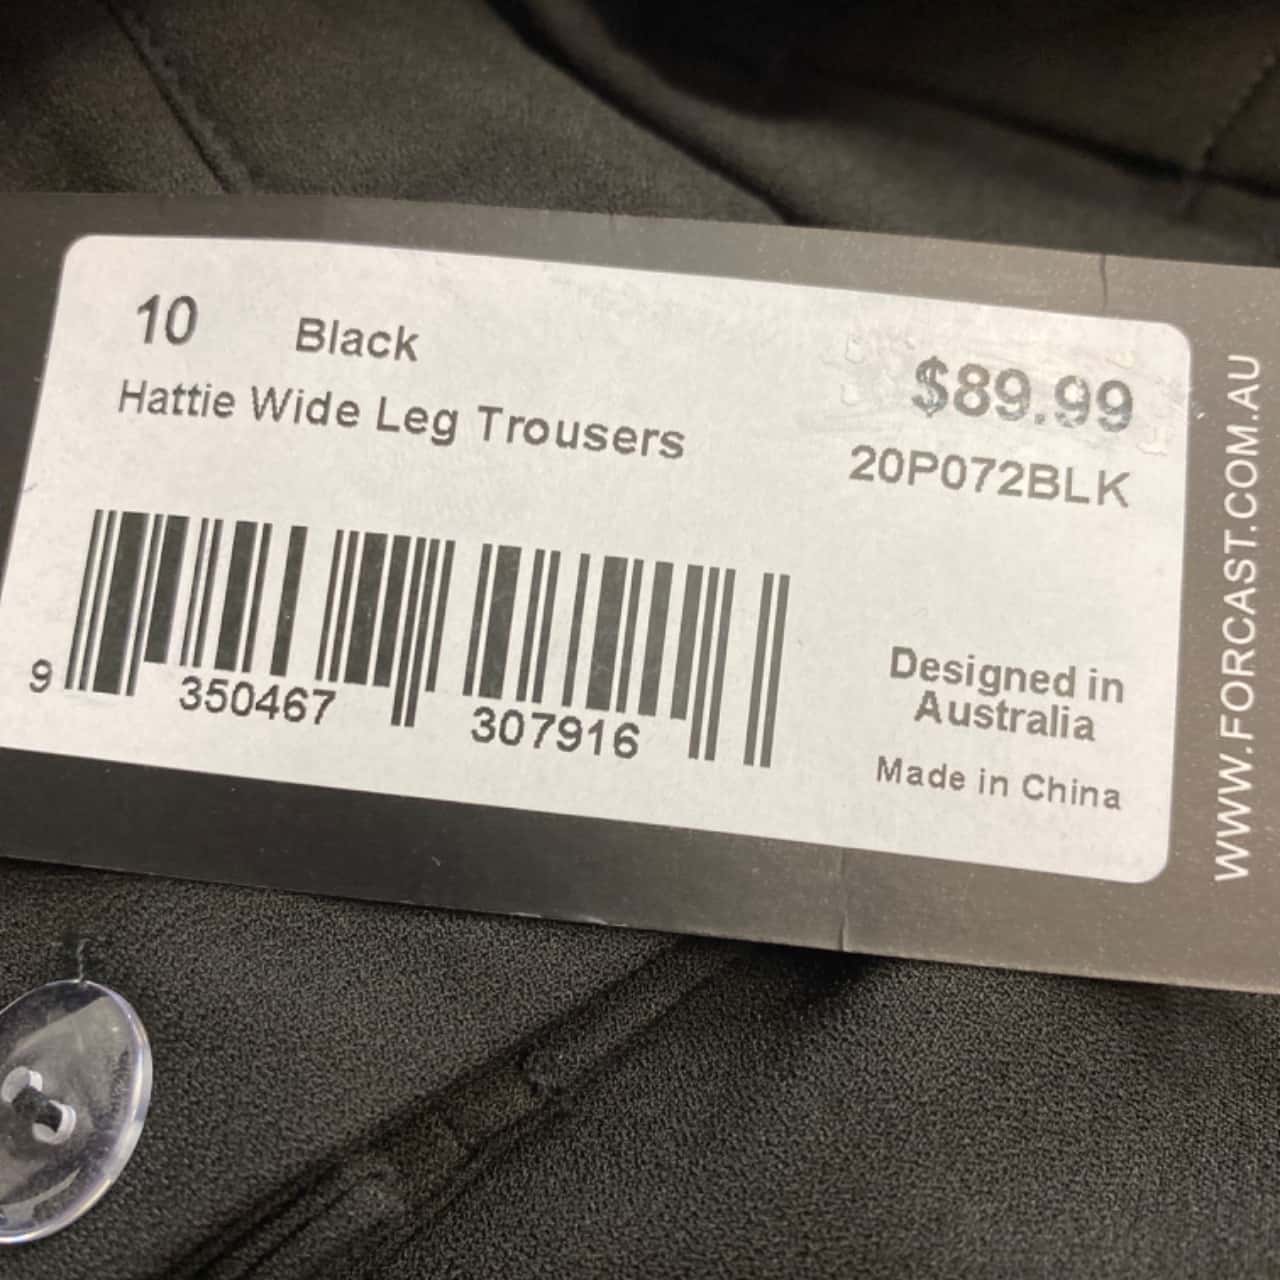 10 Black
$89.99
Hattie Wide Leg Trousers
20P072BLK
9 350467 307916
Designed in
Australia
Made in China
WWW.FORCAST.COM.AU